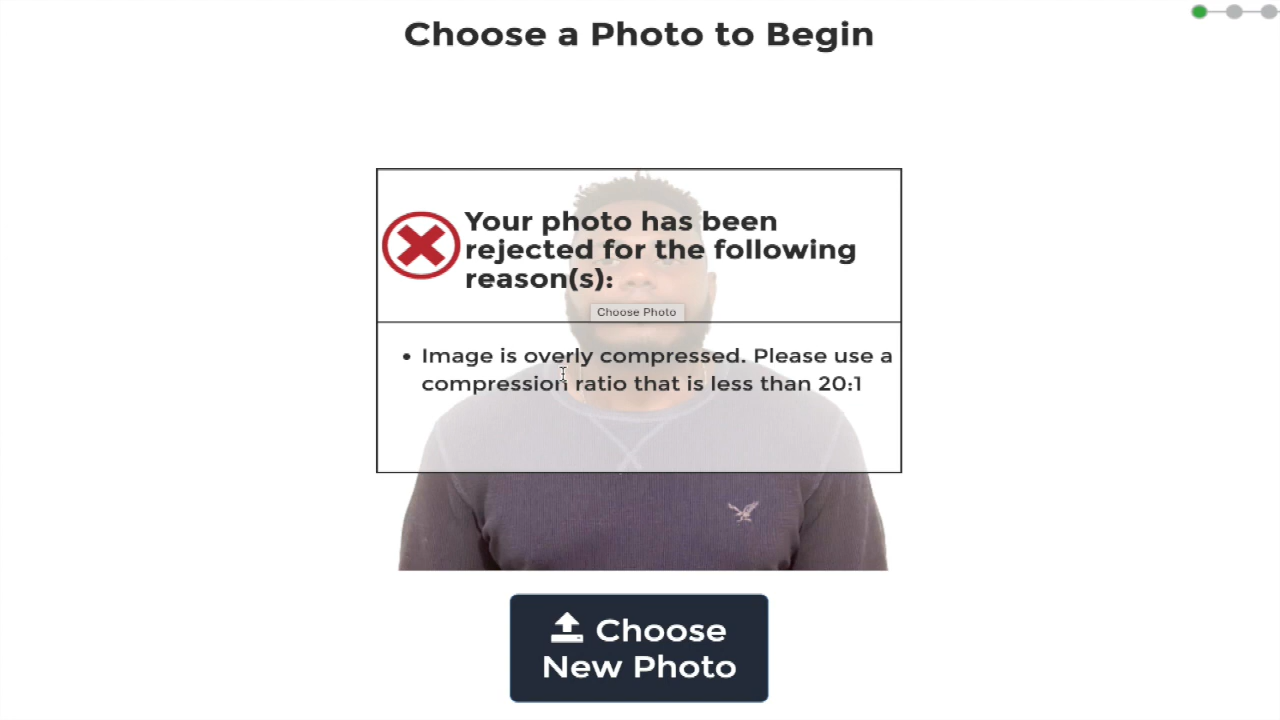 Choose a Photo to Begin
Your photo has been
rejected for the following
reason(s):
Choose Photo
• Image is overly compressed. Please use a
compression ratio that is less than 20:1
Choose
New Photo